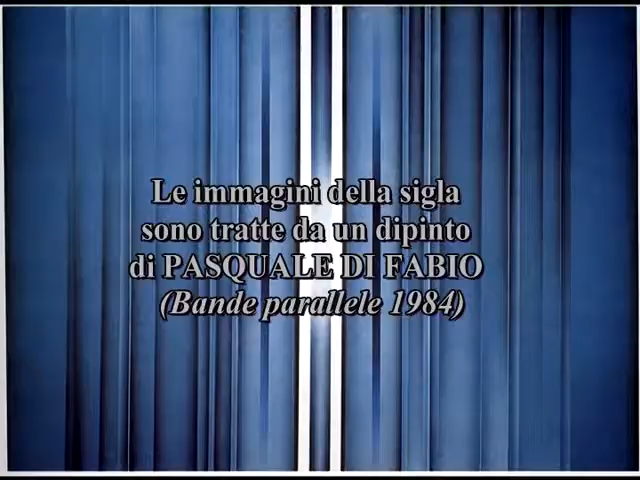 Le immagini della sigla
sono tratte da un dipinto
di PASQUALE DI FABIO
(Bande parallele 1984)